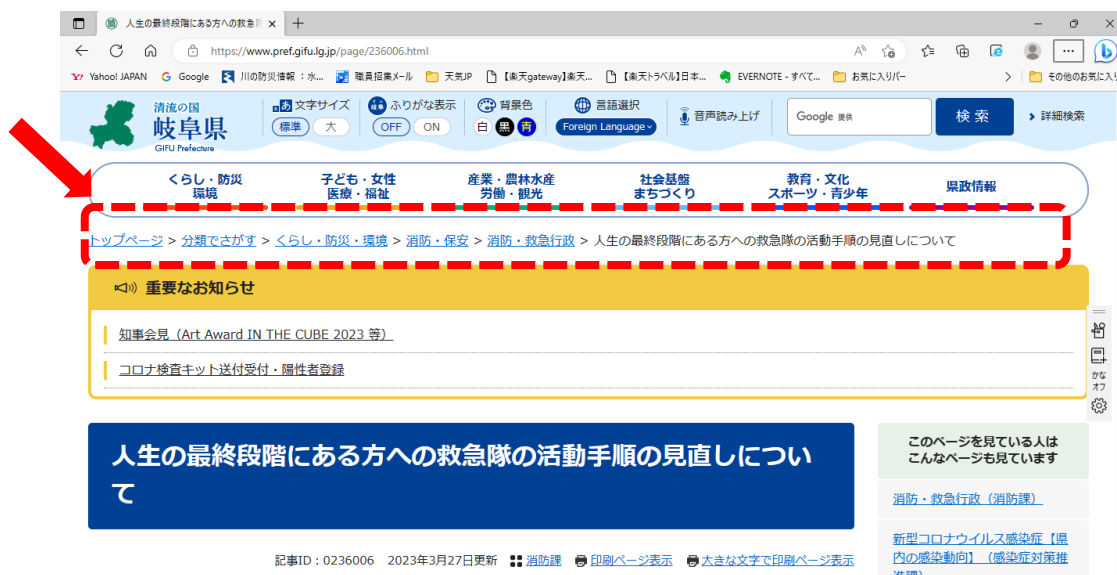 人生の最終段階にある方への救急
https://www.pref.gifu.lg.jp/page/236006.html
Yahoo! JAPAN Google 川の防災情報：水... 職員招集メール 天気JP 【楽天gateway】楽天... 【楽天トラベル】日本... EVERNOTE - すべて... お気に入りバー その他のお気に入り
清流の国
岐阜県
GIFU Prefecture
あ 文字サイズ ふりがな表示 背景色 言語選択 音声読み上げ
標準 大 OFF ON 白 黒 青 Foreign Language
Google 提供 検索 詳細検索
くらし・防災
環境
子ども・女性
医療・福祉
産業・農林水産
労働・観光
社会基盤
まちづくり
教育・文化
スポーツ・青少年
県政情報
トップページ > 分類でさがす > くらし・防災・環境 > 消防・保安 > 消防・救急行政 > 人生の最終段階にある方への救急隊の活動手順の見直しについて
重要なお知らせ
知事会見（Art Award IN THE CUBE 2023 等）
コロナ検査キット送付受付・陽性者登録
かな
オフ
人生の最終段階にある方への救急隊の活動手順の見直しについ
て
記事ID：0236006 2023年3月27日更新 消防課 印刷ページ表示 大きな文字で印刷ページ表示
このページを見ている人は
こんなページも見ています
消防・救急行政（消防課）
新型コロナウイルス感染症【県
内の感染動向】（感染症対策推
進課）